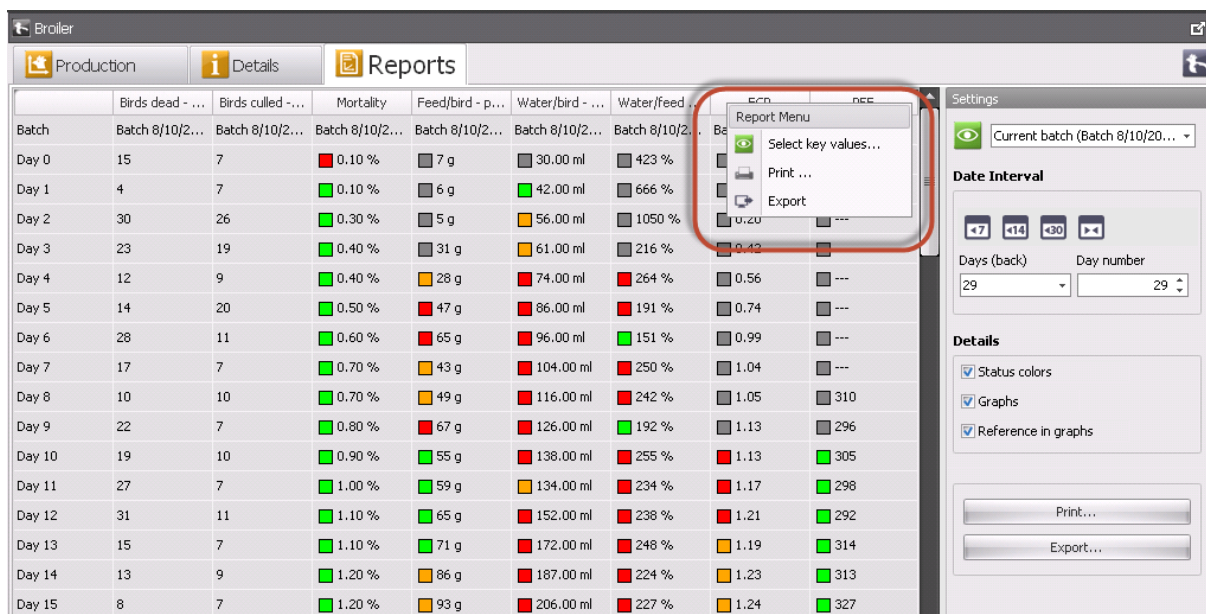 Broiler
Production Details Reports
Birds dead - ... Birds culled -... Mortality Feed/bird - p... Water/bird - ... Water/feed ...
Settings
Report Menu
Select key values...
Print ...
Export
Batch Batch 8/10/2... Batch 8/10/2... Batch 8/10/2... Batch 8/10/2... Batch 8/10/2... Batch 8/10/2...
Day 0 15 7 0.10 % 7 g 30.00 ml 423 %
Day 1 4 7 0.10 % 6 g 42.00 ml 666 %
Day 2 30 26 0.30 % 5 g 56.00 ml 1050 % 0.20 ---
Day 3 23 19 0.40 % 31 g 61.00 ml 216 % 0.42 ---
Day 4 12 9 0.40 % 28 g 74.00 ml 264 % 0.56 ---
Day 5 14 20 0.50 % 47 g 86.00 ml 191 % 0.74 ---
Day 6 28 11 0.60 % 65 g 96.00 ml 151 % 0.99 ---
Day 7 17 7 0.70 % 43 g 104.00 ml 250 % 1.04 ---
Day 8 10 10 0.70 % 49 g 116.00 ml 242 % 1.05 310
Day 9 22 7 0.80 % 67 g 126.00 ml 192 % 1.13 296
Day 10 19 10 0.90 % 55 g 138.00 ml 255 % 1.13 305
Day 11 27 7 1.00 % 59 g 134.00 ml 234 % 1.17 298
Day 12 31 11 1.10 % 65 g 152.00 ml 238 % 1.21 292
Day 13 15 7 1.10 % 71 g 172.00 ml 248 % 1.19 314
Day 14 13 9 1.20 % 86 g 187.00 ml 224 % 1.23 313
Day 15 8 7 1.20 % 93 g 206.00 ml 227 % 1.24 327
Current batch (Batch 8/10/20...
Date Interval
7 14 30
Days (back) Day number
29 29
Details
Status colors
Graphs
Reference in graphs
Print...
Export...